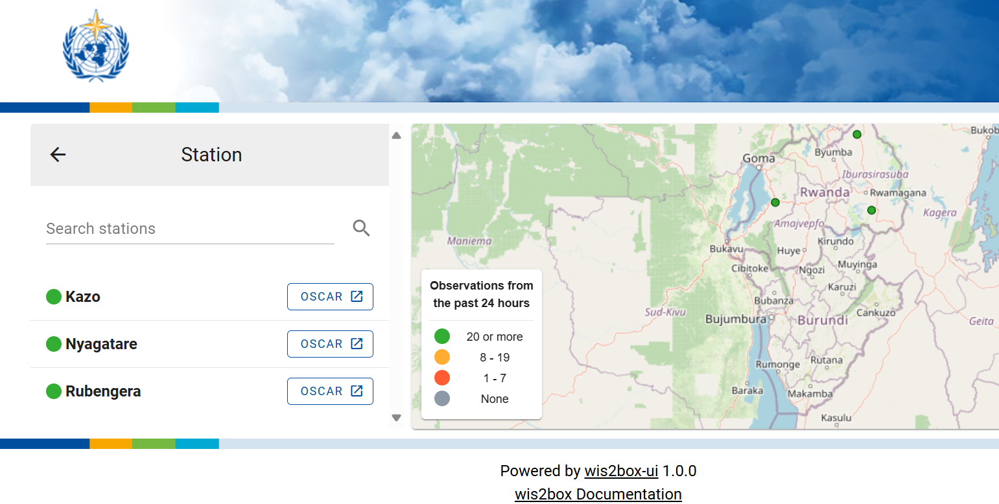 Station
Search stations
Kazo
OSCAR
Nyagatare
OSCAR
Rubengera
OSCAR
Bukob
Goma
Byumba
Iburasirasuba
Rwanda
Rwamagana
Kagera
Amajyepfo
Maniema
Bukavu
Kirundo
Huye
Cibitoke
Ngozi
Muyinga
Karuzi
Bubanza
Cankuzo
Sud-Kivu
Bujumbura
Burundi
Geita
Rumonge
Rutana
Baraka
Makamba
Kasulu
Observations from
the past 24 hours
20 or more
8 - 19
1 - 7
None
Powered by wis2box-ui 1.0.0
wis2box Documentation